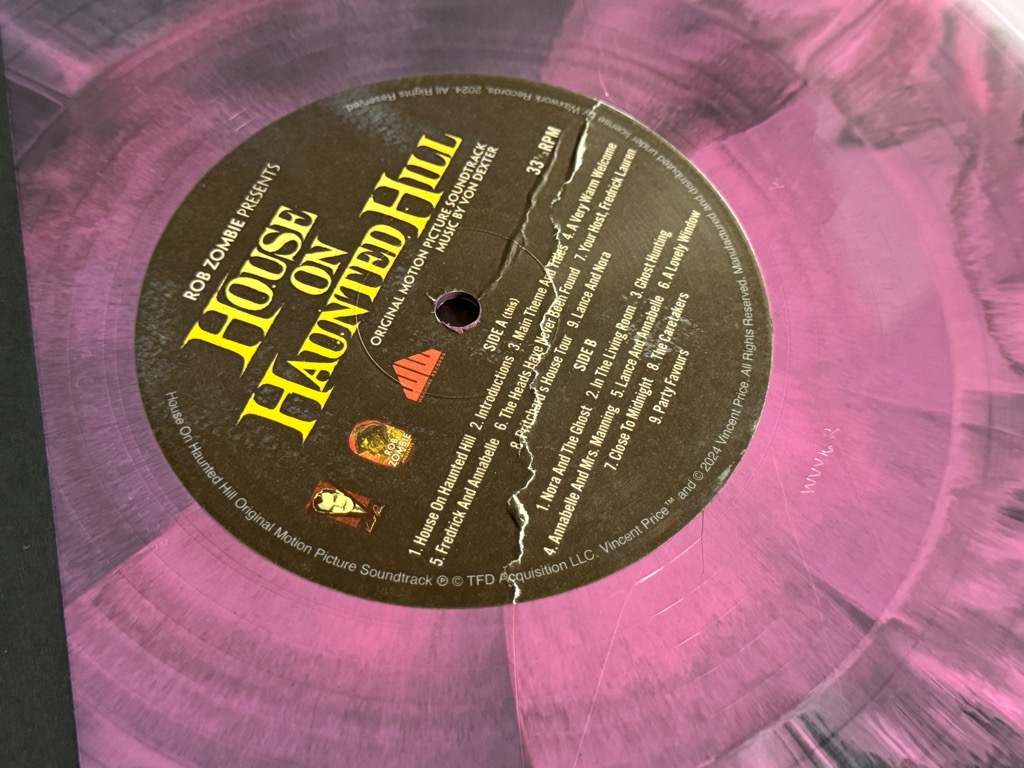 ROB ZOMBIE PRESENTS
HOUSE
ON
HAUNTED HILL
ORIGINAL MOTION PICTURE SOUNDTRACK
MUSIC BY VON DEXTER
33⅓ RPM
ROB
ZOMBIE
SIDE A (this)
1. House On Haunted Hill 2. Introductions 3. Main Theme And Titles 4. A Very Warm Welcome
5. Fredrick And Annabelle 6. The Heads Have Never Been Found 7. Your Host, Fredrick Lauren
8. Pritchard's House Tour 9. Lance And Nora
SIDE B
1. Nora And The Ghost 2. In The Living Room 3. Ghost Hunting
4. Annabelle And Mrs. Manning 5. Lance And Annabelle 6. A Lovely Window
7. Close To Midnight 8. The Caretakers
9. Party Favours
House On Haunted Hill Original Motion Picture Soundtrack ℗ © TFD Acquisition LLC. Vincent Price™ and © 2024 Vincent Price. All Rights Reserved. Manufactured and distributed under license Waxwork Records. 2024 All Rights Reserved.